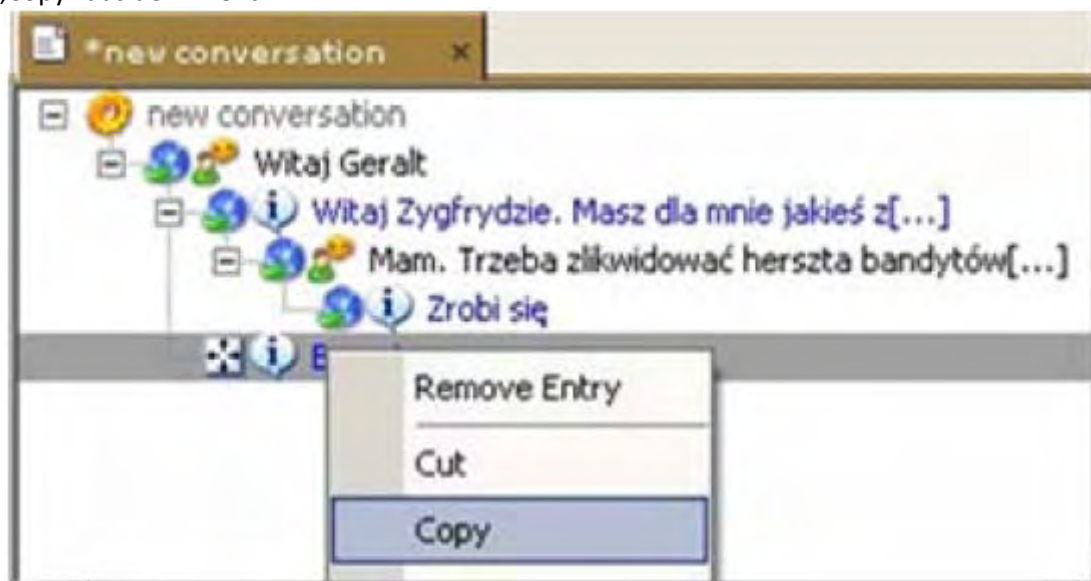 *new conversation
new conversation
Witaj Geralt
Witaj Zygfrydzie. Masz dla mnie jakieś z[...]
Mam. Trzeba zlikwidować herszta bandytów[...]
Zrobi się
Remove Entry
Cut
Copy